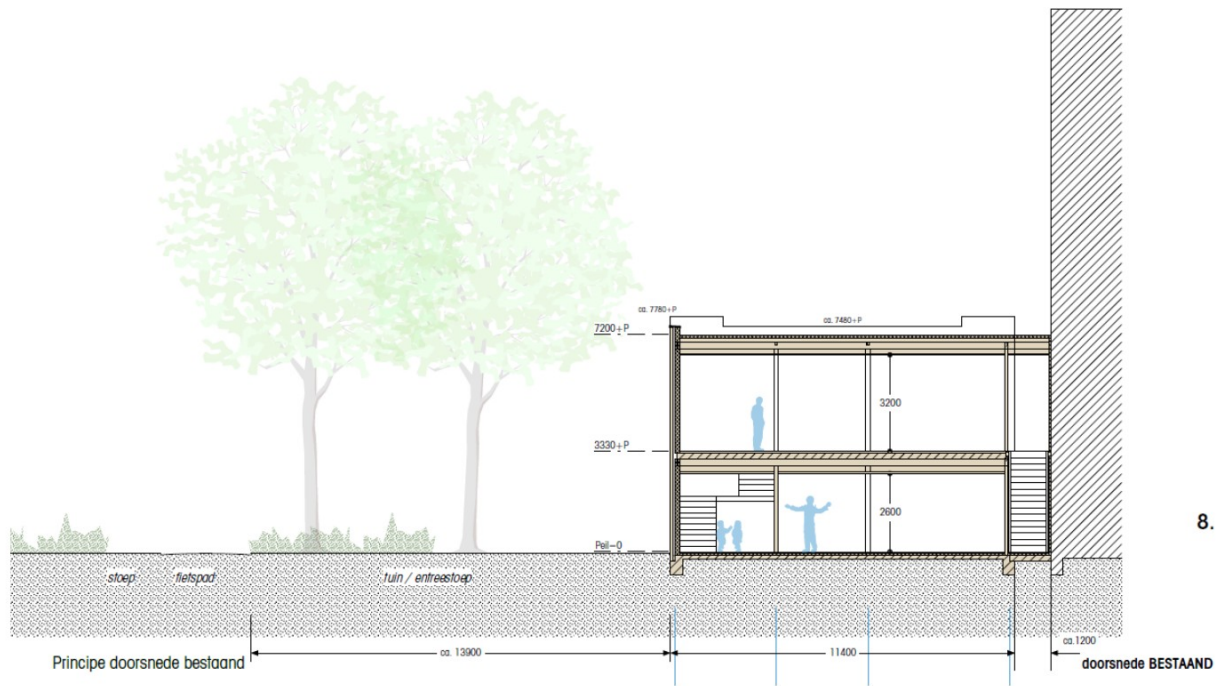 ca. 7780+P
ca. 7480+P
7200+P
3200
3330+P
2600
8.
Peil=0
stoep
fietspad
tuin / entreestoep
ca. 13900
11400
ca.1200
Principe doorsnede bestaand
doorsnede BESTAAND